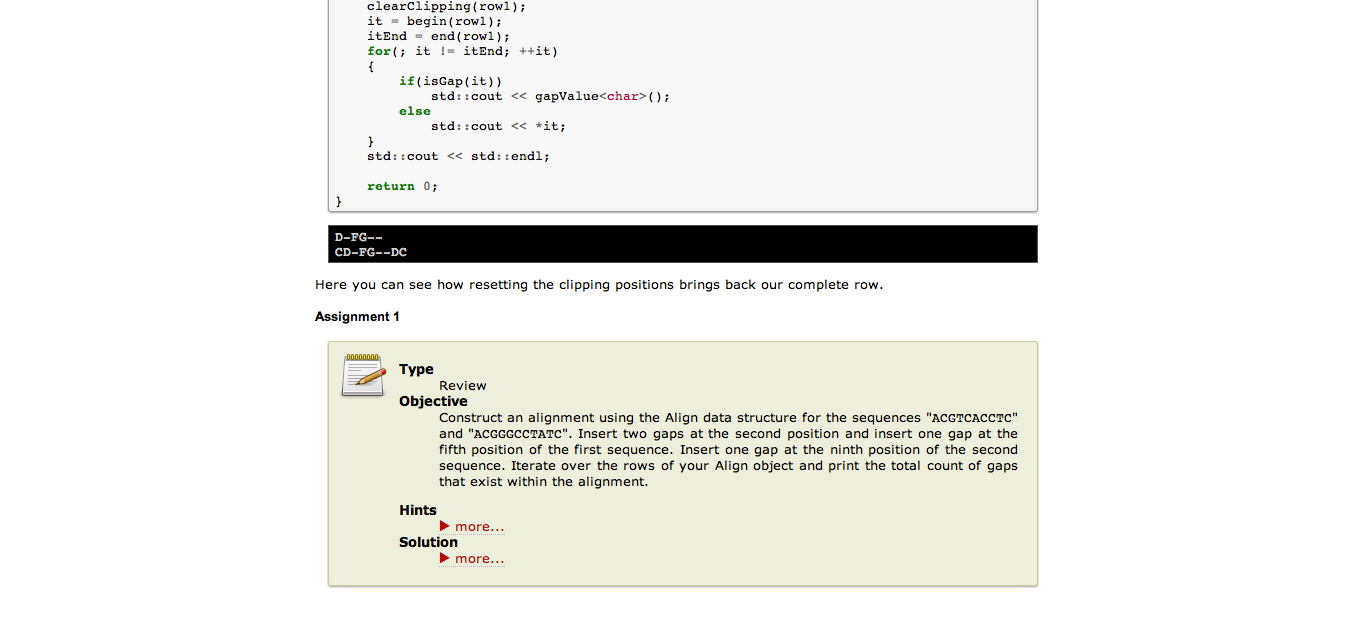 clearClipping(row1);
it = begin(row1);
itEnd = end(row1);
for(; it != itEnd; ++it)
{
if(isGap(it))
std::cout << gapValue<char>();
else
std::cout << *it;
}
std::cout << std::endl;
return 0;
}
D-FG--
CD-FG--DC
Here you can see how resetting the clipping positions brings back our complete row.
Assignment 1
Type
Review
Objective
Construct an alignment using the Align data structure for the sequences "ACGTCACCTC"
and "ACGGGCCTATC". Insert two gaps at the second position and insert one gap at the
fifth position of the first sequence. Insert one gap at the ninth position of the second
sequence. Iterate over the rows of your Align object and print the total count of gaps
that exist within the alignment.
Hints
more...
Solution
more...